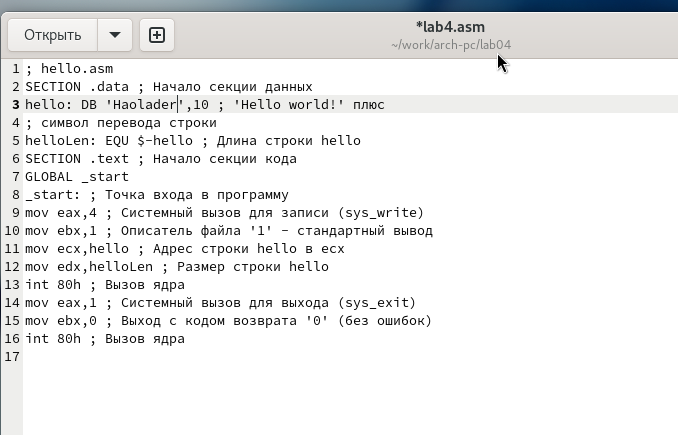 Открыть
*lab4.asm
~/work/arch-pc/lab04
1 ; hello.asm
2 SECTION .data ; Начало секции данных
3 hello: DB 'Haolader',10 ; 'Hello world!' плюс
4 ; символ перевода строки
5 helloLen: EQU $-hello ; Длина строки hello
6 SECTION .text ; Начало секции кода
7 GLOBAL _start
8 _start: ; Точка входа в программу
9 mov eax,4 ; Системный вызов для записи (sys_write)
10 mov ebx,1 ; Описатель файла '1' - стандартный вывод
11 mov ecx,hello ; Адрес строки hello в ecx
12 mov edx,helloLen ; Размер строки hello
13 int 80h ; Вызов ядра
14 mov eax,1 ; Системный вызов для выхода (sys_exit)
15 mov ebx,0 ; Выход с кодом возврата '0' (без ошибок)
16 int 80h ; Вызов ядра
17